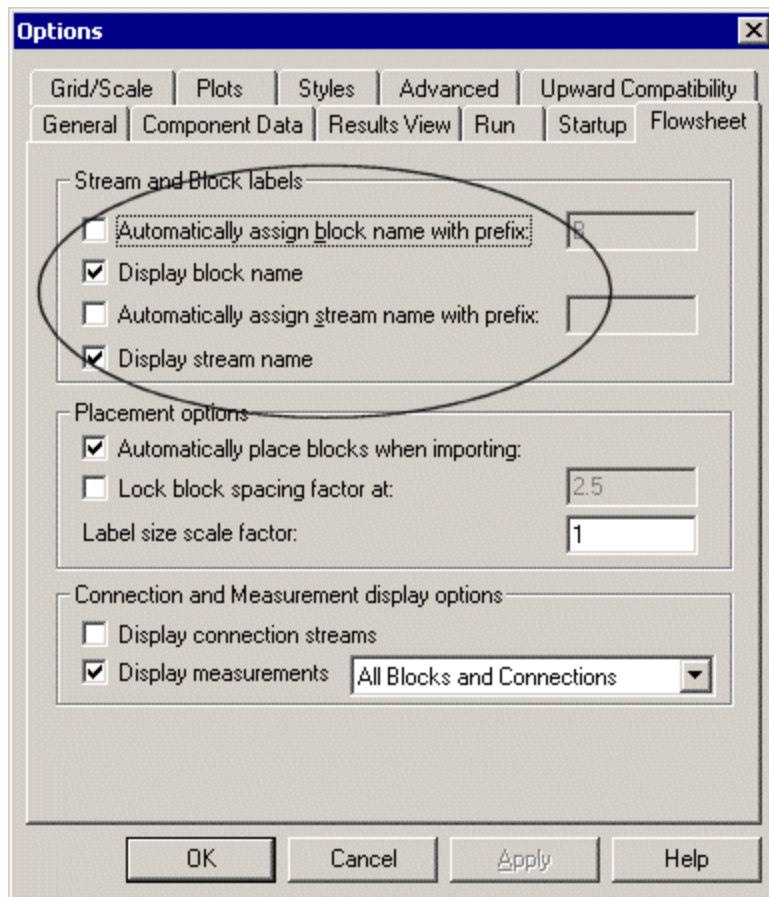 Options
Grid/Scale Plots Styles Advanced Upward Compatibility
General Component Data Results View Run Startup Flowsheet
Stream and Block labels
Automatically assign block name with prefix: B
Display block name
Automatically assign stream name with prefix:
Display stream name
Placement options
Automatically place blocks when importing:
Lock block spacing factor at: 2.5
Label size scale factor: 1
Connection and Measurement display options
Display connection streams
Display measurements All Blocks and Connections
OK Cancel Apply Help